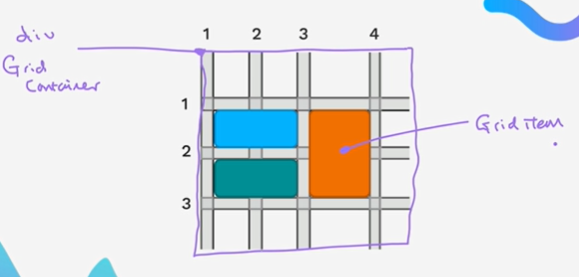 1 2 3 4
div
Grid
Container
1
Grid item
2
3